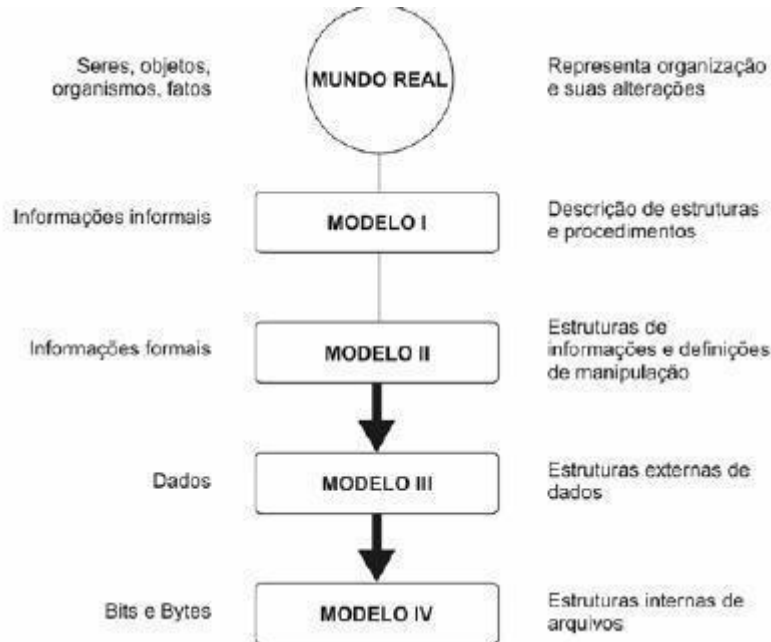 Seres, objetos,
organismos, fatos
MUNDO REAL
Representa organização
e suas alterações
Informações informais
MODELO I
Descrição de estruturas
e procedimentos
Informações formais
MODELO II
Estruturas de
informações e definições
de manipulação
Dados
MODELO III
Estruturas externas de
dados
Bits e Bytes
MODELO IV
Estruturas internas de
arquivos